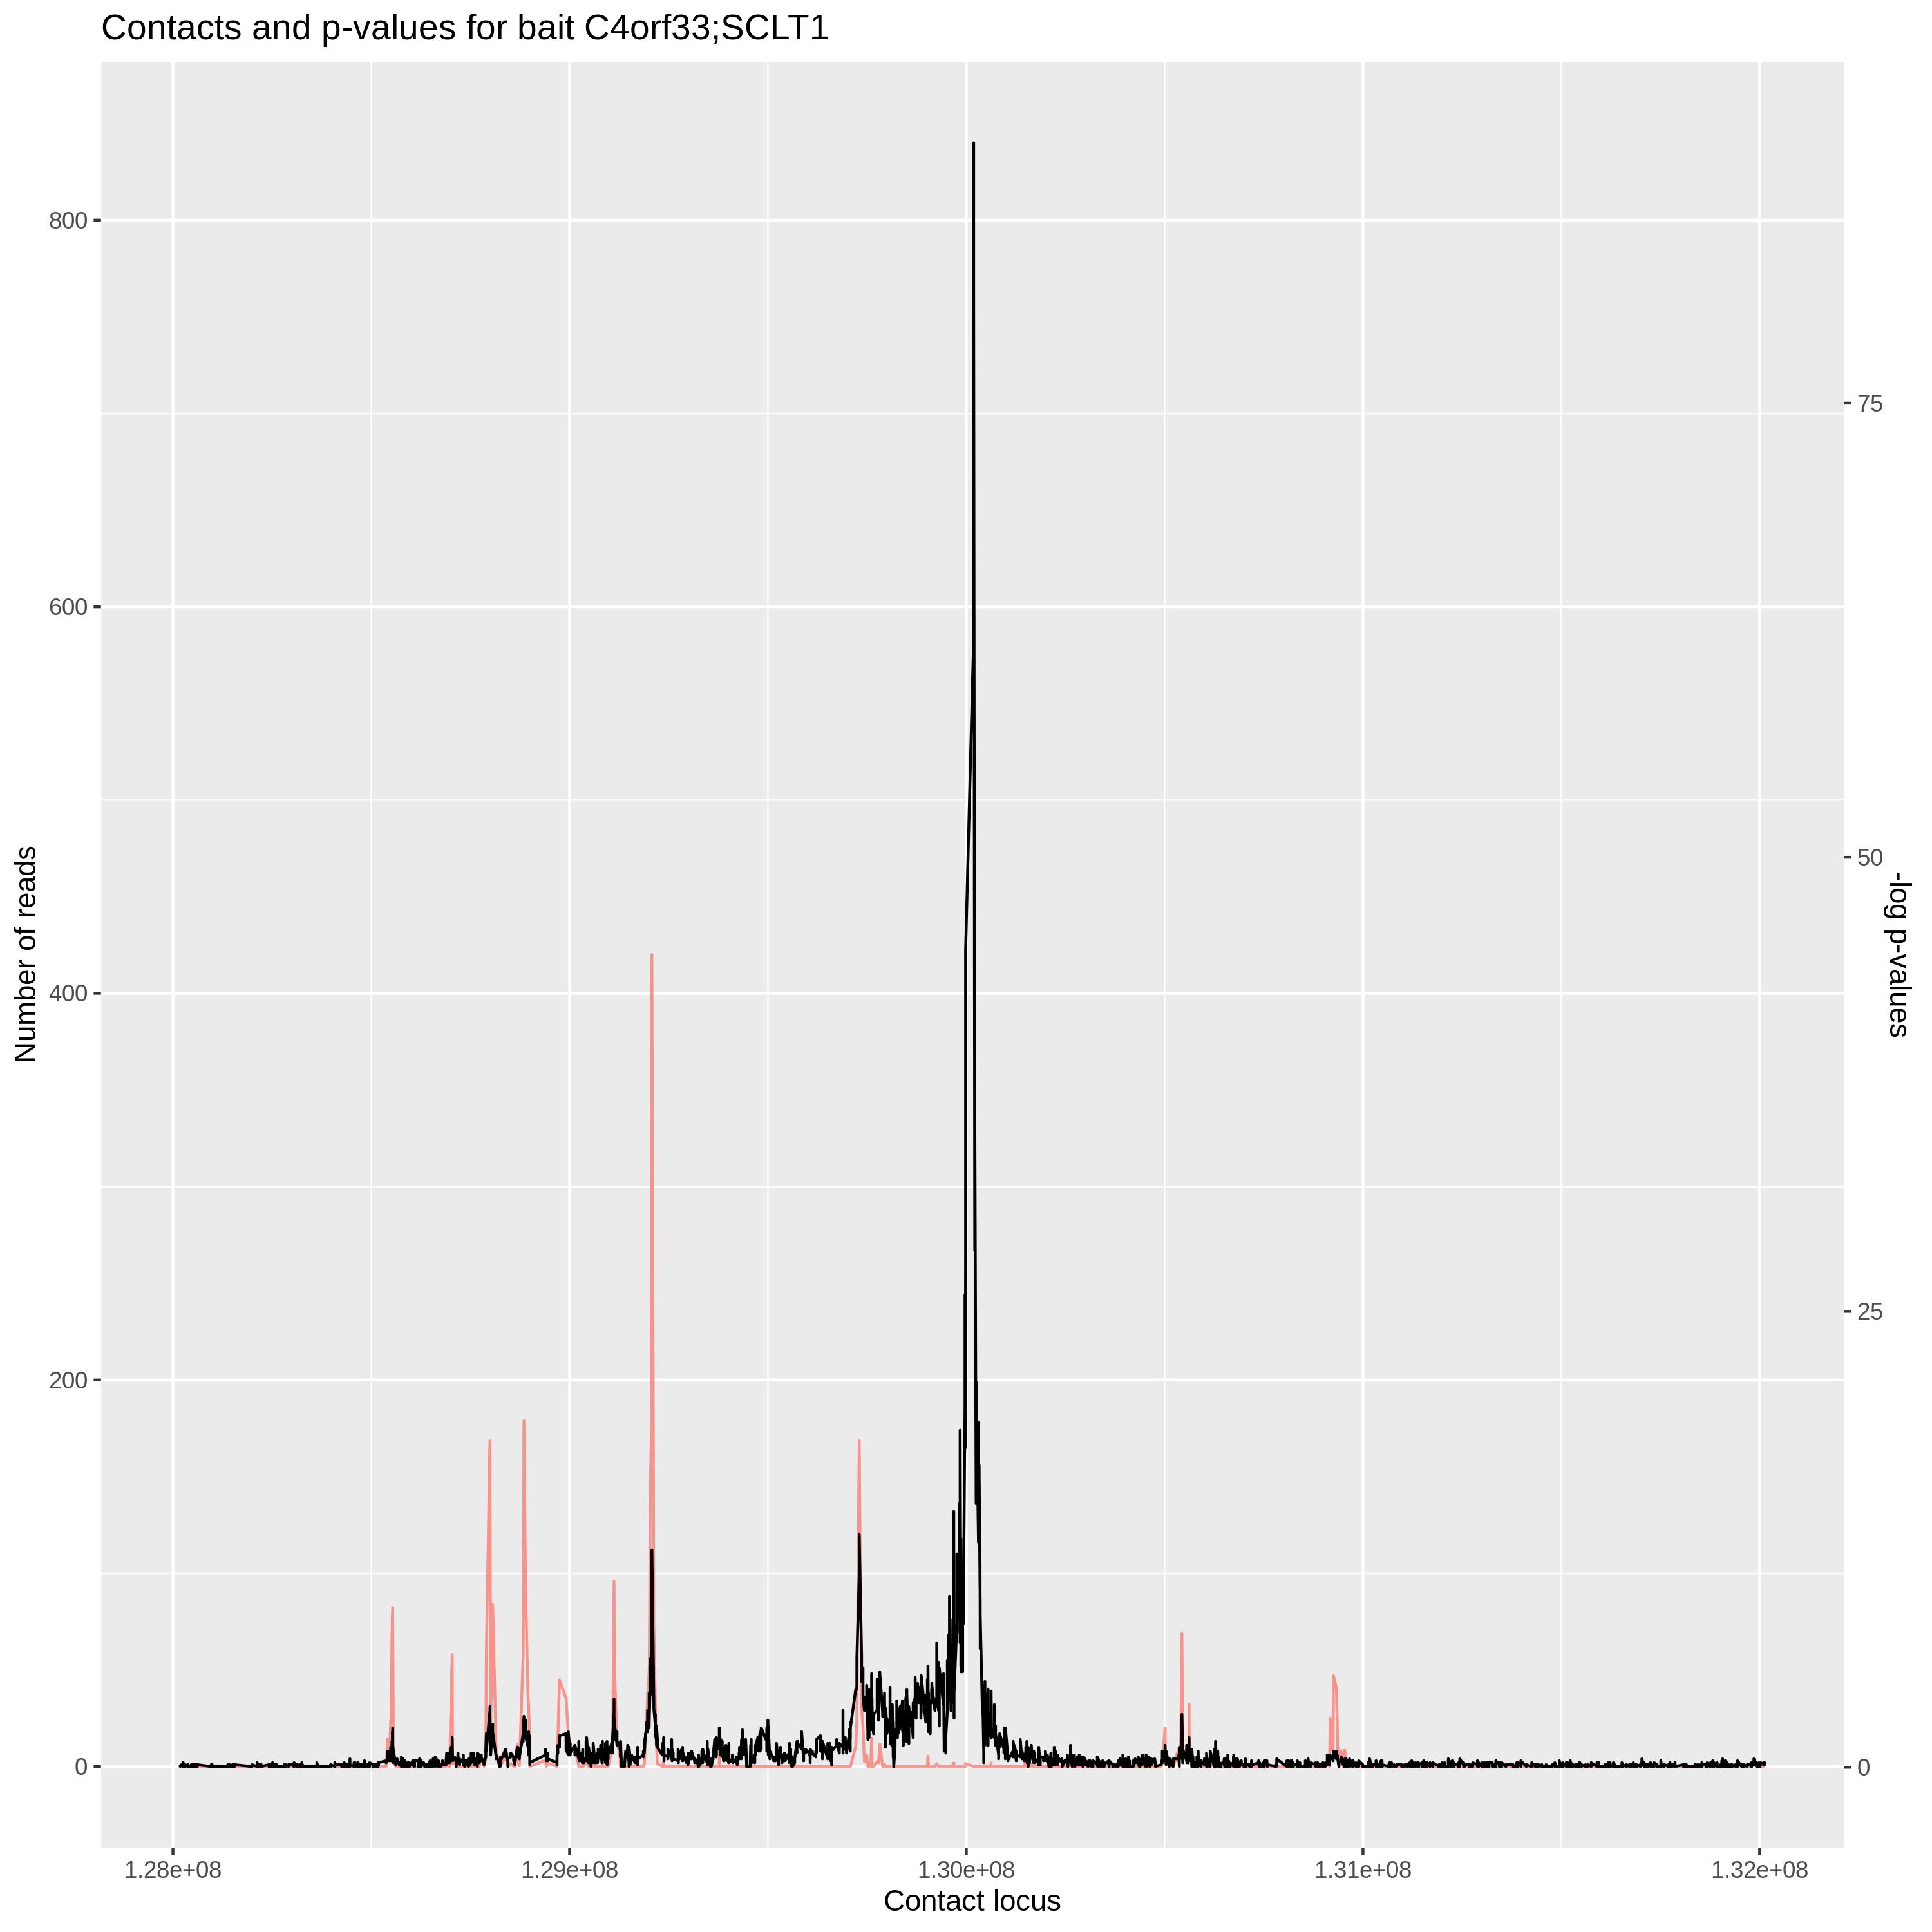 Contacts and p-values for bait C4orf33;SCLT1
800
600
400
200
0
Number of reads
75
50
25
0
-log p-values
1.28e+08
1.29e+08
1.30e+08
1.31e+08
1.32e+08
Contact locus